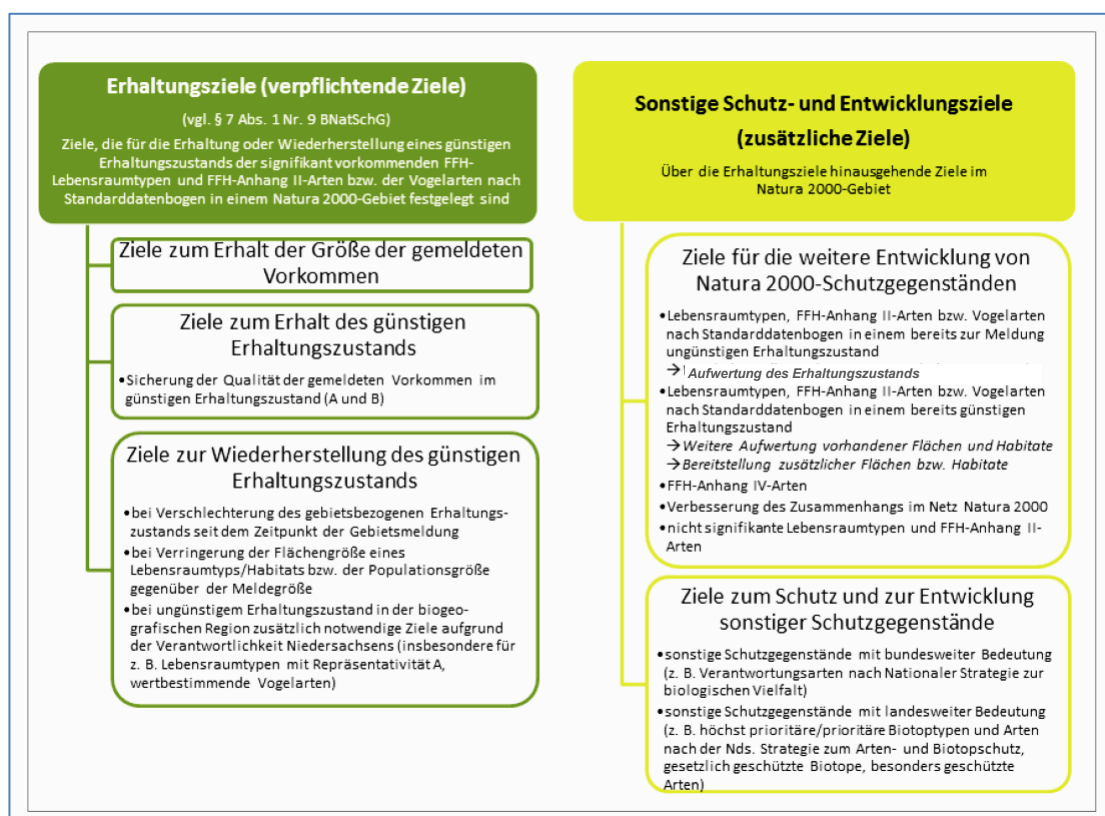 Erhaltungsziele (verpflichtende Ziele)
(vgl. § 7 Abs. 1 Nr. 9 BNatSchG)
Ziele, die für die Erhaltung oder Wiederherstellung eines günstigen
Erhaltungszustands der signifikant vorkommenden FFH-
Lebensraumtypen und FFH-Anhang II-Arten bzw. der Vogelarten nach
Standarddatenbogen in einem Natura 2000-Gebiet festgelegt sind
Ziele zum Erhalt der Größe der gemeldeten
Vorkommen
Ziele zum Erhalt des günstigen
Erhaltungszustands
•Sicherung der Qualität der gemeldeten Vorkommen im
günstigen Erhaltungszustand (A und B)
Ziele zur Wiederherstellung des günstigen
Erhaltungszustands
•bei Verschlechterung des gebietsbezogenen Erhaltungs-
zustands seit dem Zeitpunkt der Gebietsmeldung
•bei Verringerung der Flächengröße eines
Lebensraumtyps/Habitats bzw. der Populationsgröße
gegenüber der Meldegröße
•bei ungünstigem Erhaltungszustand in der biogeo-
grafischen Region zusätzlich notwendige Ziele aufgrund
der Verantwortlichkeit Niedersachsens (insbesondere für
z. B. Lebensraumtypen mit Repräsentativität A,
wertbestimmende Vogelarten)
Sonstige Schutz- und Entwicklungsziele
(zusätzliche Ziele)
Über die Erhaltungsziele hinausgehende Ziele im
Natura 2000-Gebiet
Ziele für die weitere Entwicklung von
Natura 2000-Schutzgegenständen
•Lebensraumtypen, FFH-Anhang II-Arten bzw. Vogelarten
nach Standarddatenbogen in einem bereits zur Meldung
ungünstigen Erhaltungszustand
→ Aufwertung des Erhaltungszustands
•Lebensraumtypen, FFH-Anhang II-Arten bzw. Vogelarten
nach Standarddatenbogen in einem bereits günstigen
Erhaltungszustand
→Weitere Aufwertung vorhandener Flächen und Habitate
→Bereitstellung zusätzlicher Flächen bzw. Habitate
•FFH-Anhang IV-Arten
•Verbesserung des Zusammenhangs im Netz Natura 2000
•nicht signifikante Lebensraumtypen und FFH-Anhang II-
Arten
Ziele zum Schutz und zur Entwicklung
sonstiger Schutzgegenstände
•sonstige Schutzgegenstände mit bundesweiter Bedeutung
(z. B. Verantwortungsarten nach Nationaler Strategie zur
biologischen Vielfalt)
•sonstige Schutzgegenstände mit landesweiter Bedeutung
(z. B. höchst prioritäre/prioritäre Biotoptypen und Arten
nach der Nds. Strategie zum Arten- und Biotopschutz,
gesetzlich geschützte Biotope, besonders geschützte
Arten)